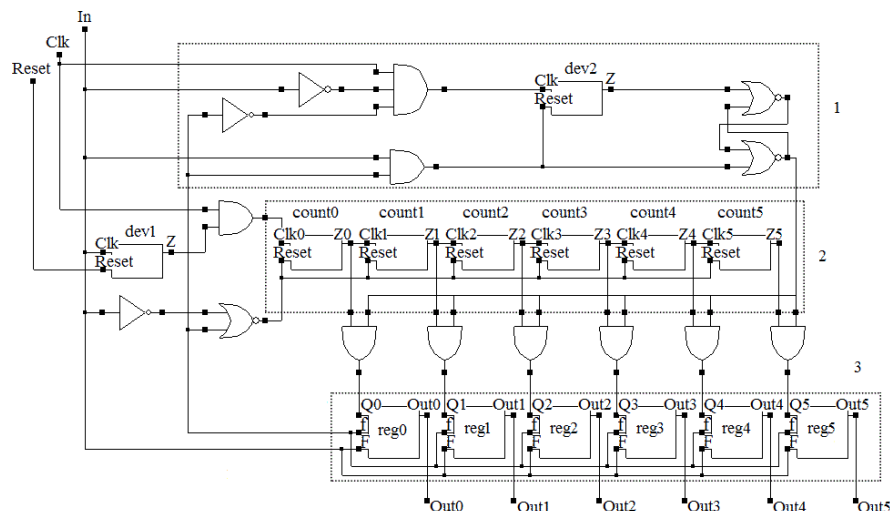 In
Clk
Reset
Clk dev2 Z
Reset
1
count0 count1 count2 count3 count4 count5
dev1
Clk Z
Reset
Clk0 Z0 Clk1 Z1 Clk2 Z2 Clk3 Z3 Clk4 Z4 Clk5 Z5
Reset Reset Reset Reset Reset Reset
2
3
Q0 Out0 Q1 Out1 Q2 Out2 Q3 Out3 Q4 Out4 Q5 Out5
f f f f f f
reg0 reg1 reg2 reg3 reg4 reg5
F F F F F F
Out0 Out1 Out2 Out3 Out4 Out5